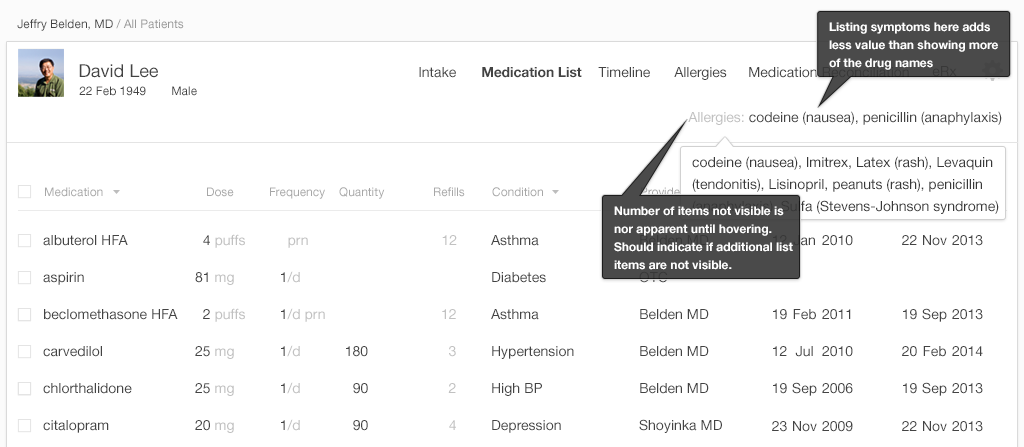 Jeffry Belden, MD / All Patients
Listing symptoms here adds
less value than showing more
of the drug names
David Lee
22 Feb 1949 Male
Intake Medication List Timeline Allergies Medication Reconciliation eRx
Allergies: codeine (nausea), penicillin (anaphylaxis)
codeine (nausea), Imitrex, Latex (rash), Levaquin
(tendonitis), Lisinopril, peanuts (rash), penicillin
(anaphylaxis), Sulfa (Stevens-Johnson syndrome)
Number of items not visible is
nor apparent until hovering.
Should indicate if additional list
items are not visible.
Medication Dose Frequency Quantity Refills Condition
albuterol HFA 4 puffs prn 12 Asthma Belden MD Jan 2010 22 Nov 2013
aspirin 81 mg 1/d Diabetes OTC
beclomethasone HFA 2 puffs 1/d prn 12 Asthma Belden MD 19 Feb 2011 19 Sep 2013
carvedilol 25 mg 1/d 180 3 Hypertension Belden MD 12 Jul 2010 20 Feb 2014
chlorthalidone 25 mg 1/d 90 2 High BP Belden MD 19 Sep 2006 19 Sep 2013
citalopram 20 mg 1/d 90 4 Depression Shoyinka MD 23 Nov 2009 22 Nov 2013